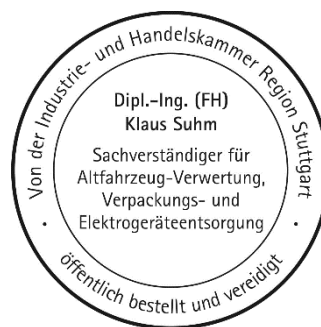 Von der Industrie- und Handelskammer Region Stuttgart
Dipl.-Ing. (FH)
Klaus Suhm
Sachverständiger für
Altfahrzeug-Verwertung,
Verpackungs- und
Elektrogeräteentsorgung
· öffentlich bestellt und vereidigt ·